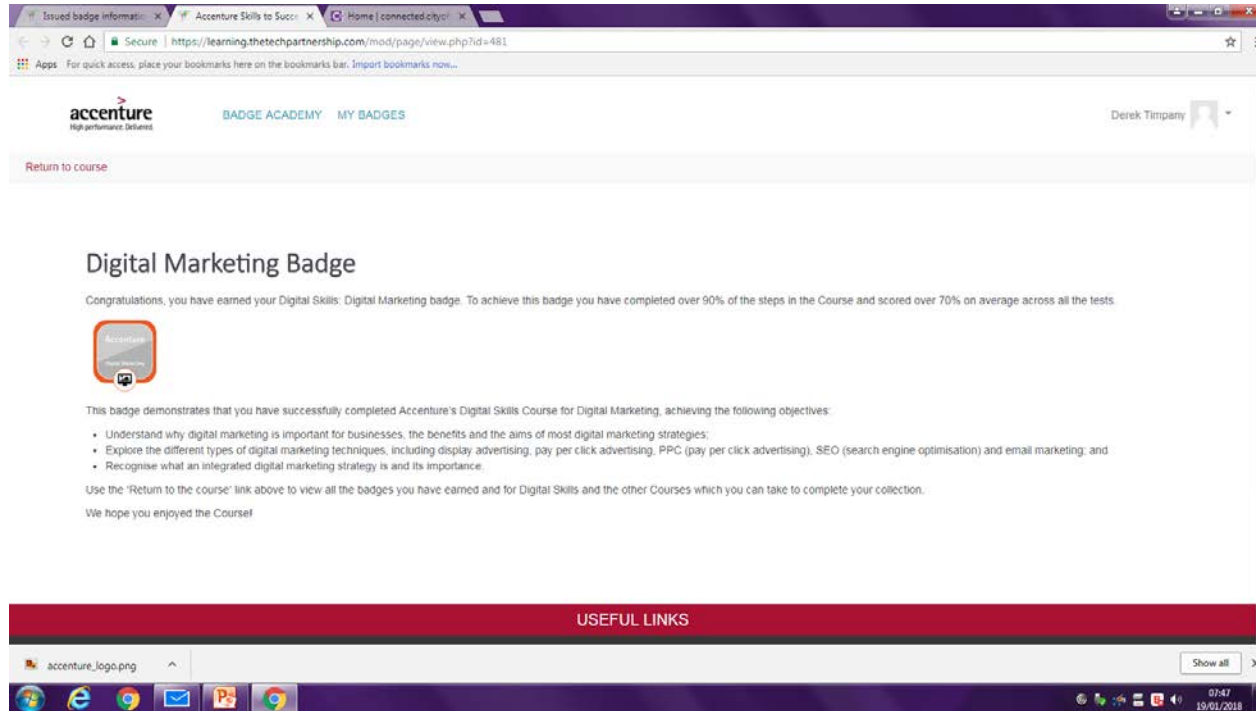 Issued badge informatio
Accenture Skills to Succe
Home | connected.cityof
Secure | https://learning.thetechpartnership.com/mod/page/view.php?id=481
Apps For quick access, place your bookmarks here on the bookmarks bar. Import bookmarks now...
accenture
High performance. Delivered.
BADGE ACADEMY MY BADGES
Derek Timpany
Return to course
Digital Marketing Badge
Congratulations, you have earned your Digital Skills: Digital Marketing badge. To achieve this badge you have completed over 90% of the steps in the Course and scored over 70% on average across all the tests.
Accenture
Digital Marketing
This badge demonstrates that you have successfully completed Accenture's Digital Skills Course for Digital Marketing, achieving the following objectives:
• Understand why digital marketing is important for businesses, the benefits and the aims of most digital marketing strategies;
• Explore the different types of digital marketing techniques, including display advertising, pay per click advertising, PPC (pay per click advertising), SEO (search engine optimisation) and email marketing; and
• Recognise what an integrated digital marketing strategy is and its importance.
Use the 'Return to the course' link above to view all the badges you have earned and for Digital Skills and the other Courses which you can take to complete your collection.
We hope you enjoyed the Course!
USEFUL LINKS
accenture_logo.png
Show all
07:47
19/01/2018